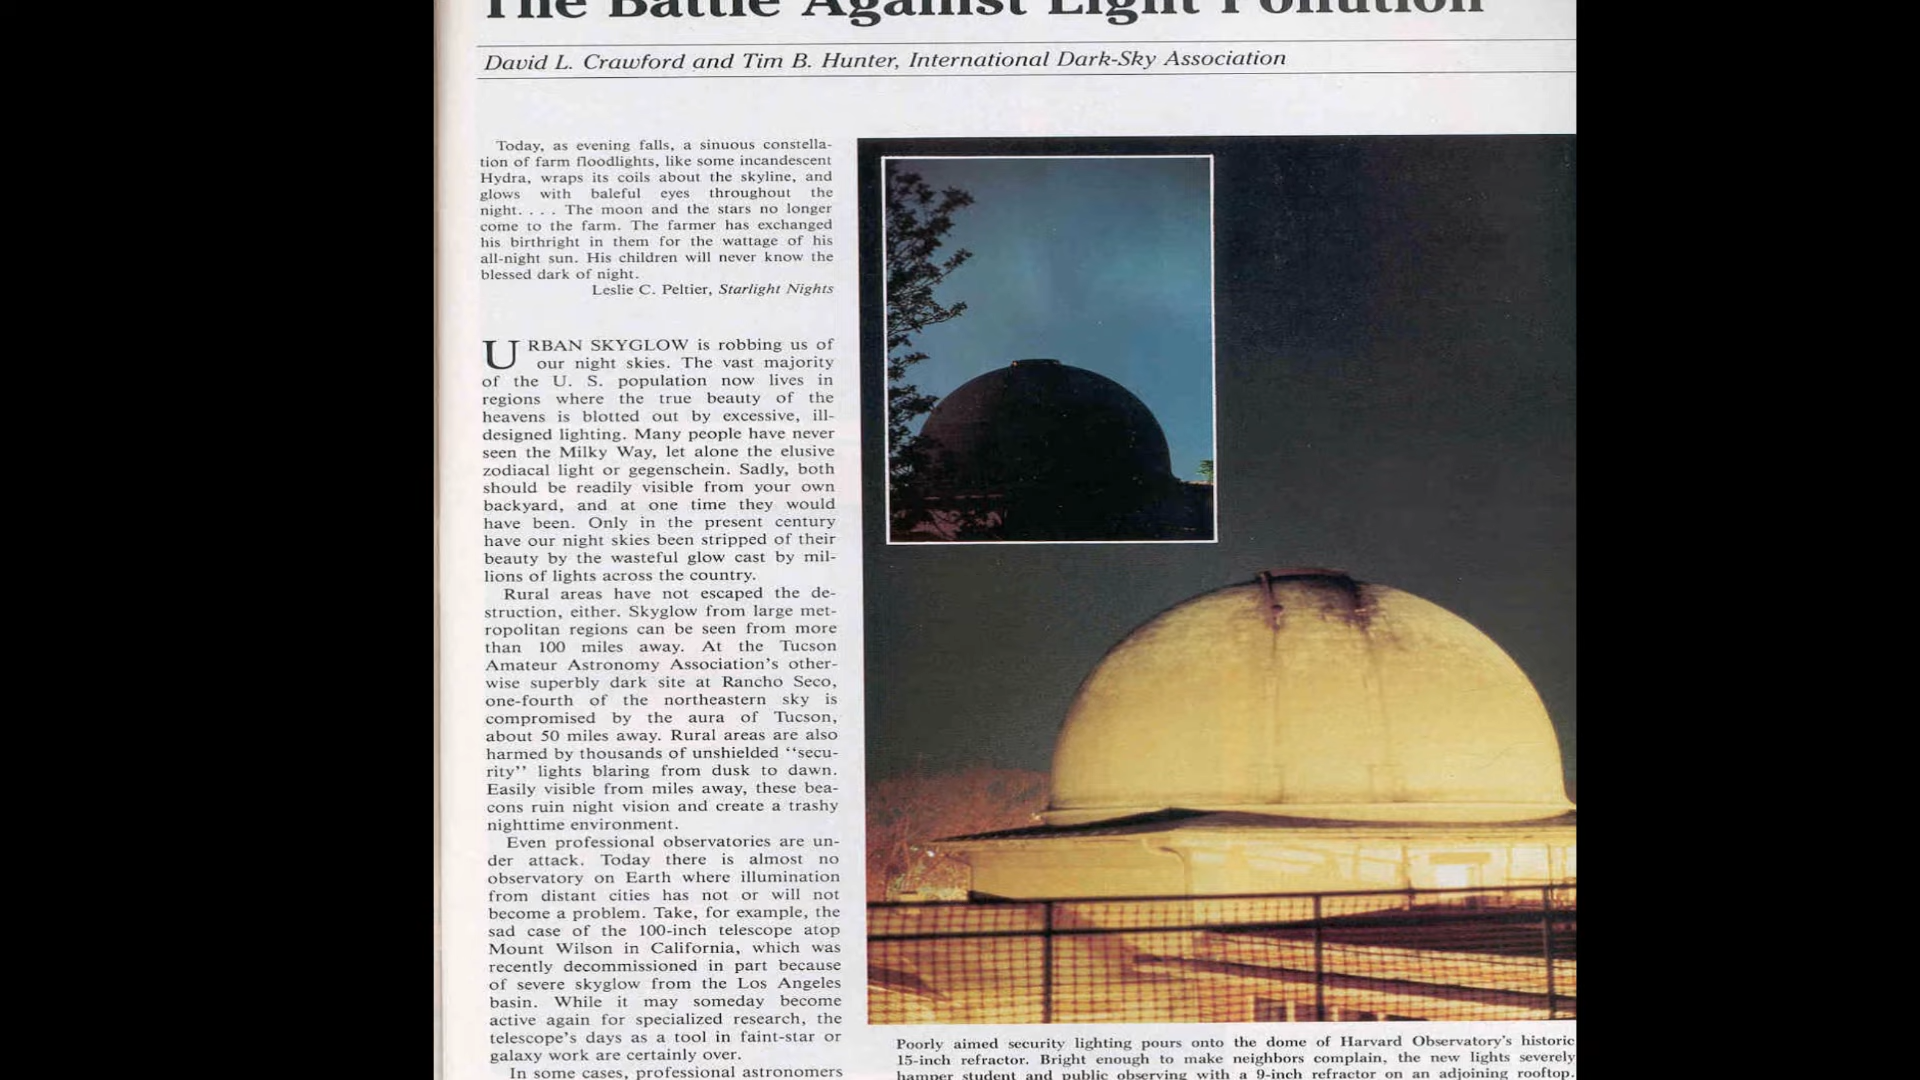 The Battle Against Light Pollution
David L. Crawford and Tim B. Hunter, International Dark-Sky Association
Today, as evening falls, a sinuous constella-
tion of farm floodlights, like some incandescent
Hydra, wraps its coils about the skyline, and
glows with baleful eyes throughout the
night. . . . The moon and the stars no longer
come to the farm. The farmer has exchanged
his birthright in them for the wattage of his
all-night sun. His children will never know the
blessed dark of night.
Leslie C. Peltier, Starlight Nights
URBAN SKYGLOW is robbing us of
our night skies. The vast majority
of the U. S. population now lives in
regions where the true beauty of the
heavens is blotted out by excessive, ill-
designed lighting. Many people have never
seen the Milky Way, let alone the elusive
zodiacal light or gegenschein. Sadly, both
should be readily visible from your own
backyard, and at one time they would
have been. Only in the present century
have our night skies been stripped of their
beauty by the wasteful glow cast by mil-
lions of lights across the country.
Rural areas have not escaped the de-
struction, either. Skyglow from large met-
ropolitan regions can be seen from more
than 100 miles away. At the Tucson
Amateur Astronomy Association's other-
wise superbly dark site at Rancho Seco,
one-fourth of the northeastern sky is
compromised by the aura of Tucson,
about 50 miles away. Rural areas are also
harmed by thousands of unshielded "secu-
rity" lights blaring from dusk to dawn.
Easily visible from miles away, these bea-
cons ruin night vision and create a trashy
nighttime environment.
Even professional observatories are un-
der attack. Today there is almost no
observatory on Earth where illumination
from distant cities has not or will not
become a problem. Take, for example, the
sad case of the 100-inch telescope atop
Mount Wilson in California, which was
recently decommissioned in part because
of severe skyglow from the Los Angeles
basin. While it may someday become
active again for specialized research, the
telescope's days as a tool in faint-star or
galaxy work are certainly over.
In some cases, professional astronomers
Poorly aimed security lighting pours onto the dome of Harvard Observatory's historic
15-inch refractor. Bright enough to make neighbors complain, the new lights severely
hamper student and public observing with a 9-inch refractor on an adjoining rooftop.